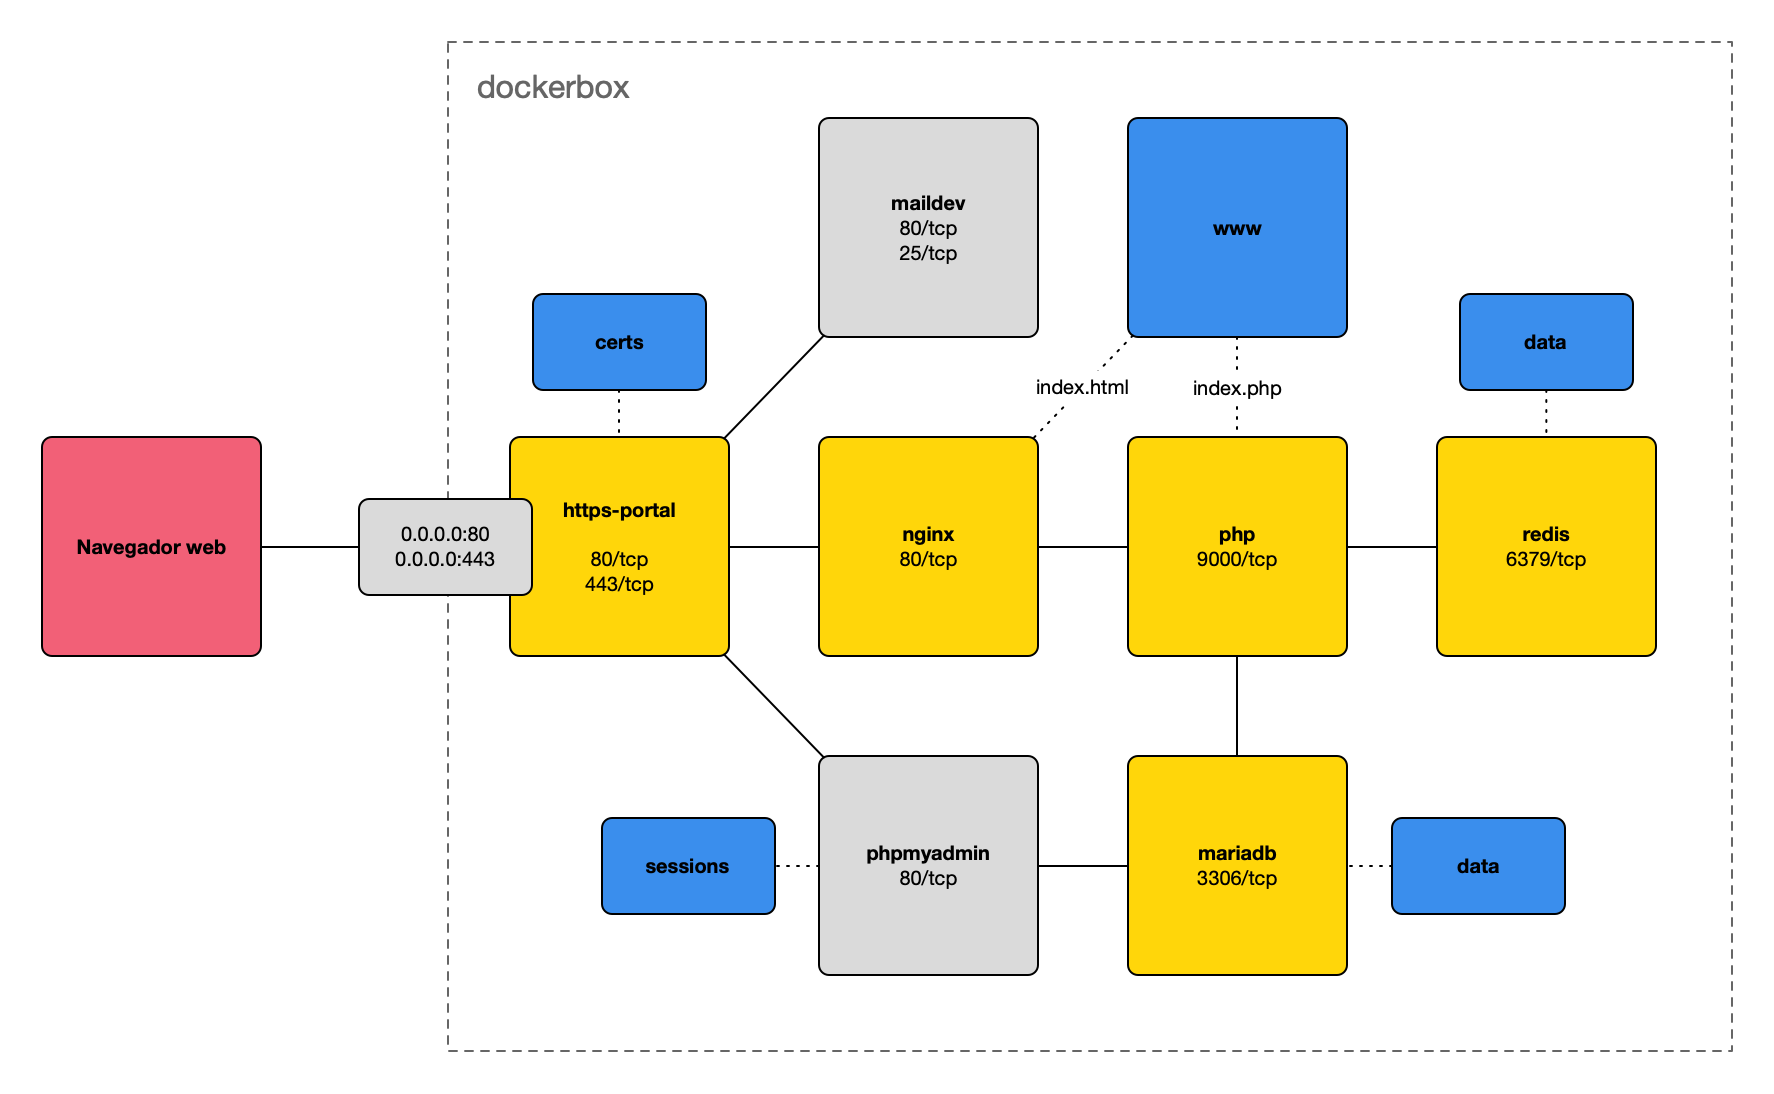 dockerbox
maildev
80/tcp
25/tcp
www
certs
data
index.html
index.php
Navegador web
0.0.0.0:80
0.0.0.0:443
https-portal
80/tcp
443/tcp
nginx
80/tcp
php
9000/tcp
redis
6379/tcp
sessions
phpmyadmin
80/tcp
mariadb
3306/tcp
data